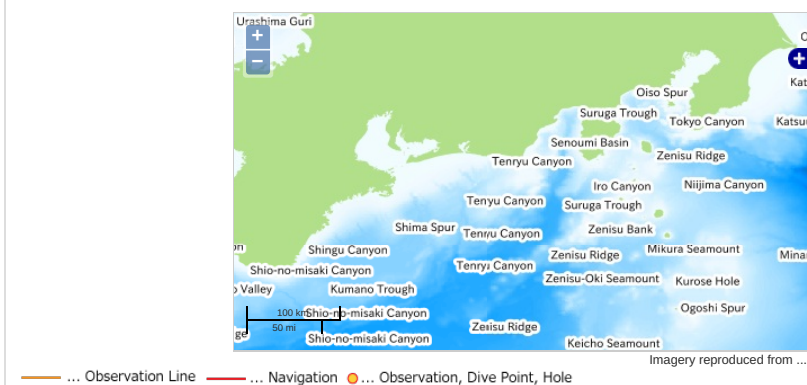 Urashima Guri
+
−
+
Oiso Spur
Suruga Trough
Tokyo Canyon
Senoumi Basin
Tenryu Canyon
Zenisu Ridge
Iro Canyon
Niijima Canyon
Tenyu Canyon
Suruga Trough
Shima Spur
Tenryu Canyon
Zenisu Bank
Shingu Canyon
Zenisu Ridge
Mikura Seamount
Shio-no-misaki Canyon
Tenryu Canyon
Zenisu-Oki Seamount
Kurose Hole
Valley
Kumano Trough
Ogoshi Spur
100 km
Shio-no-misaki Canyon
50 mi
Zenisu Ridge
Shio-no-misaki Canyon
Keicho Seamount
Imagery reproduced from ...
... Observation Line ... Navigation ... Observation, Dive Point, Hole